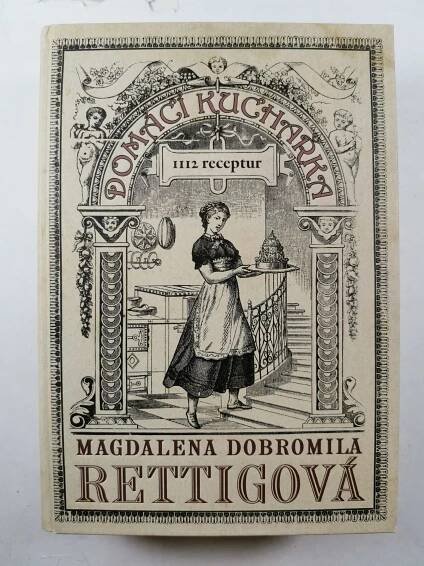 DOMÁCÍ KUCHAŘKA
1112 receptur
MAGDALENA DOBROMILA
RETTIGOVÁ